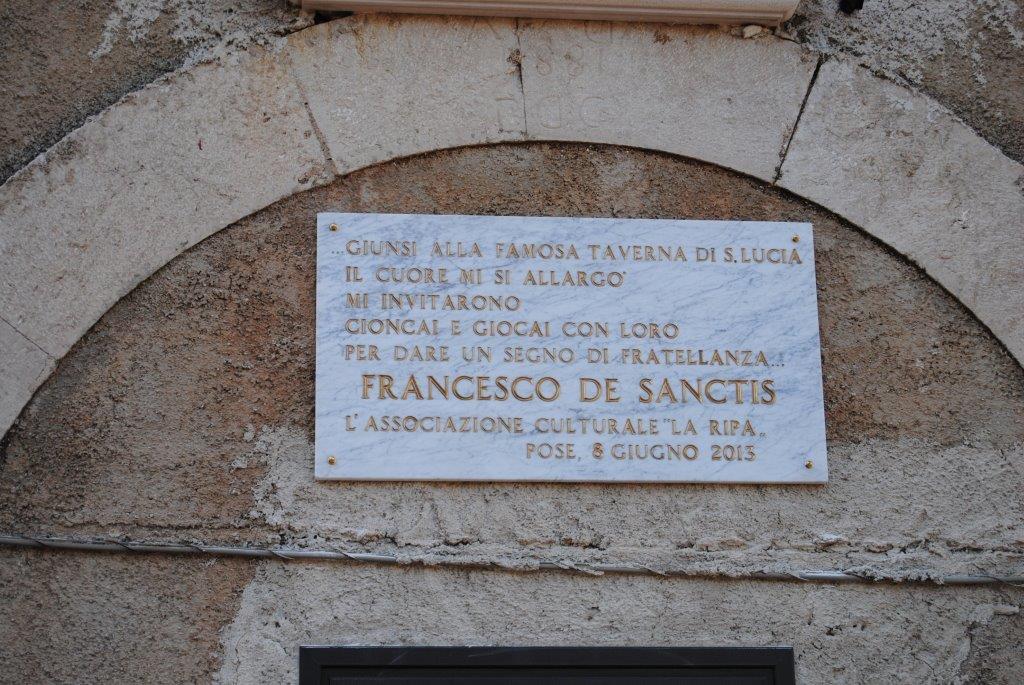 ...GIUNSI ALLA FAMOSA TAVERNA Di S.LUCIA
IL CUORE MI SI ALLARGO'
MI INVITARONO
CIONCAI E GIOCAI CON LORO
PER DARE UN SEGNO DI FRATELLANZA...
FRANCESCO DE SANCTIS
L'ASSOCIAZIONE CULTURALE "LA RIPA„
POSE, 8 GIUGNO 2013